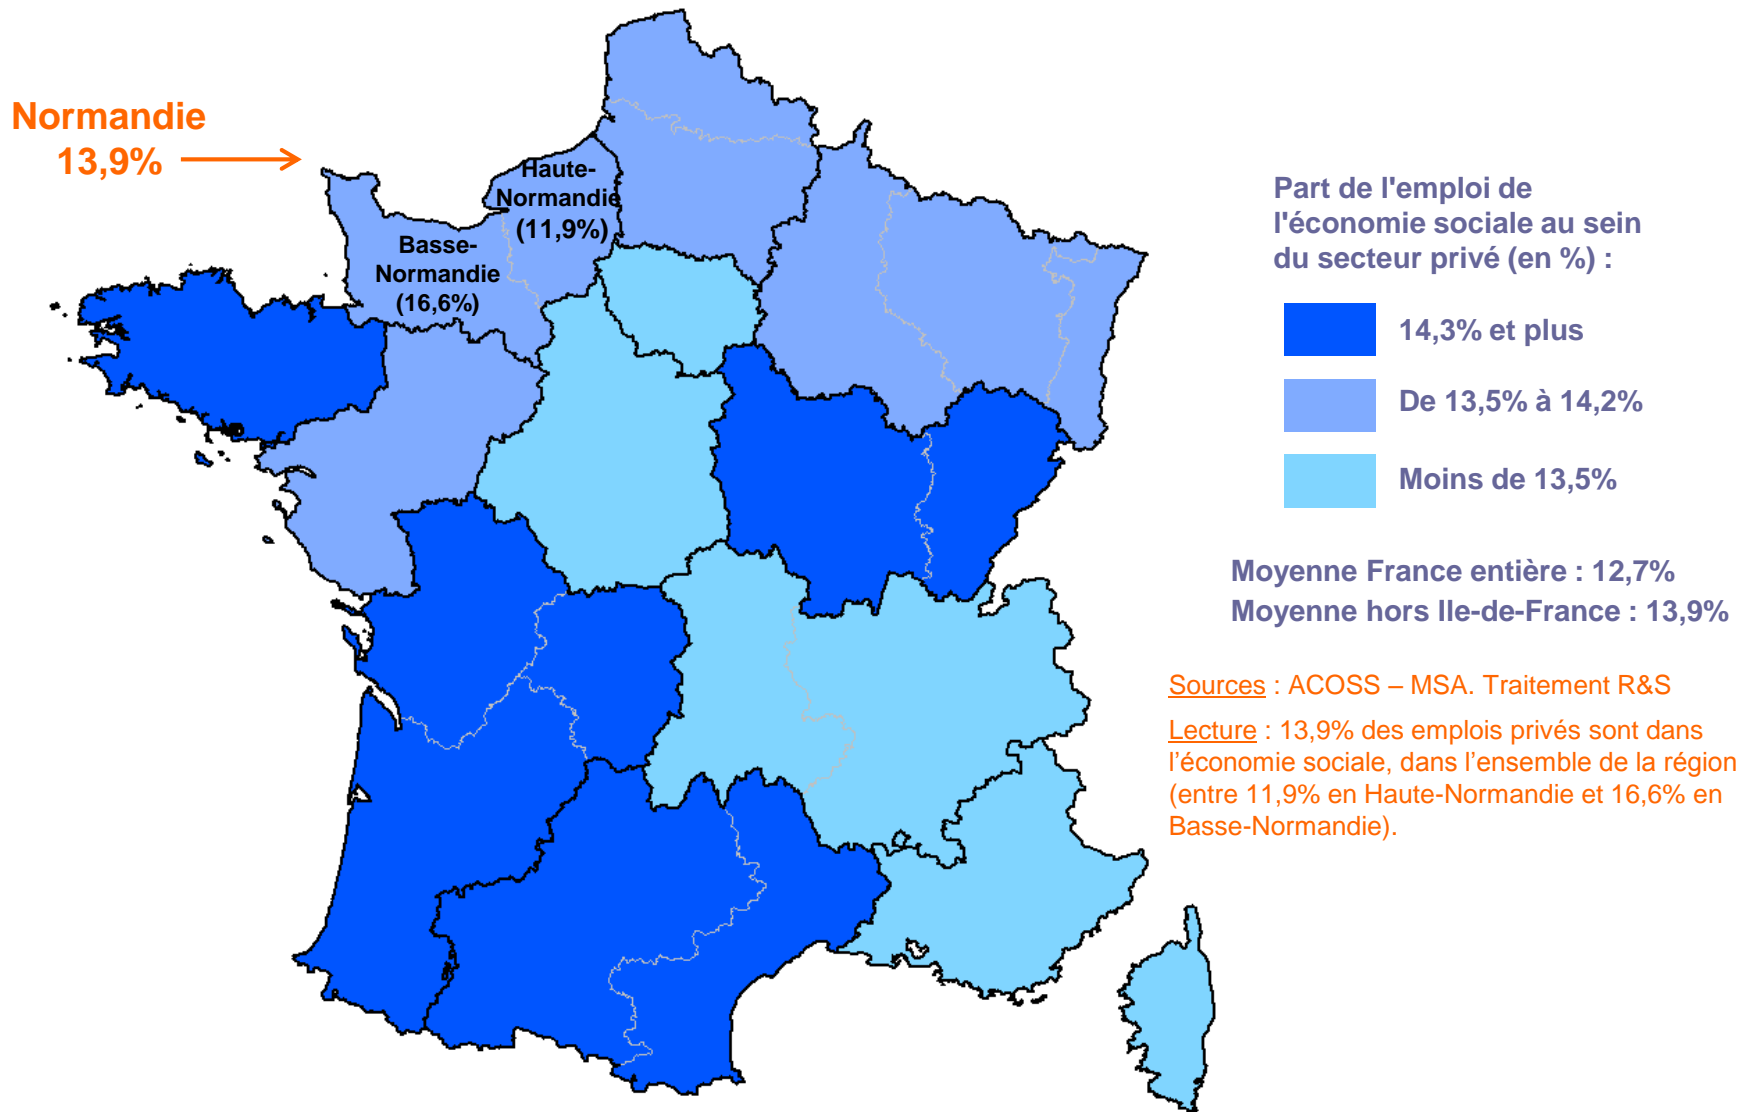 Normandie
13,9%
Haute-
Normandie
(11,9%)
Basse-
Normandie
(16,6%)
Part de l'emploi de
l'économie sociale au sein
du secteur privé (en %) :
14,3% et plus
De 13,5% à 14,2%
Moins de 13,5%
Moyenne France entière : 12,7%
Moyenne hors Ile-de-France : 13,9%
Sources : ACOSS – MSA. Traitement R&S
Lecture : 13,9% des emplois privés sont dans
l’économie sociale, dans l’ensemble de la région
(entre 11,9% en Haute-Normandie et 16,6% en
Basse-Normandie).